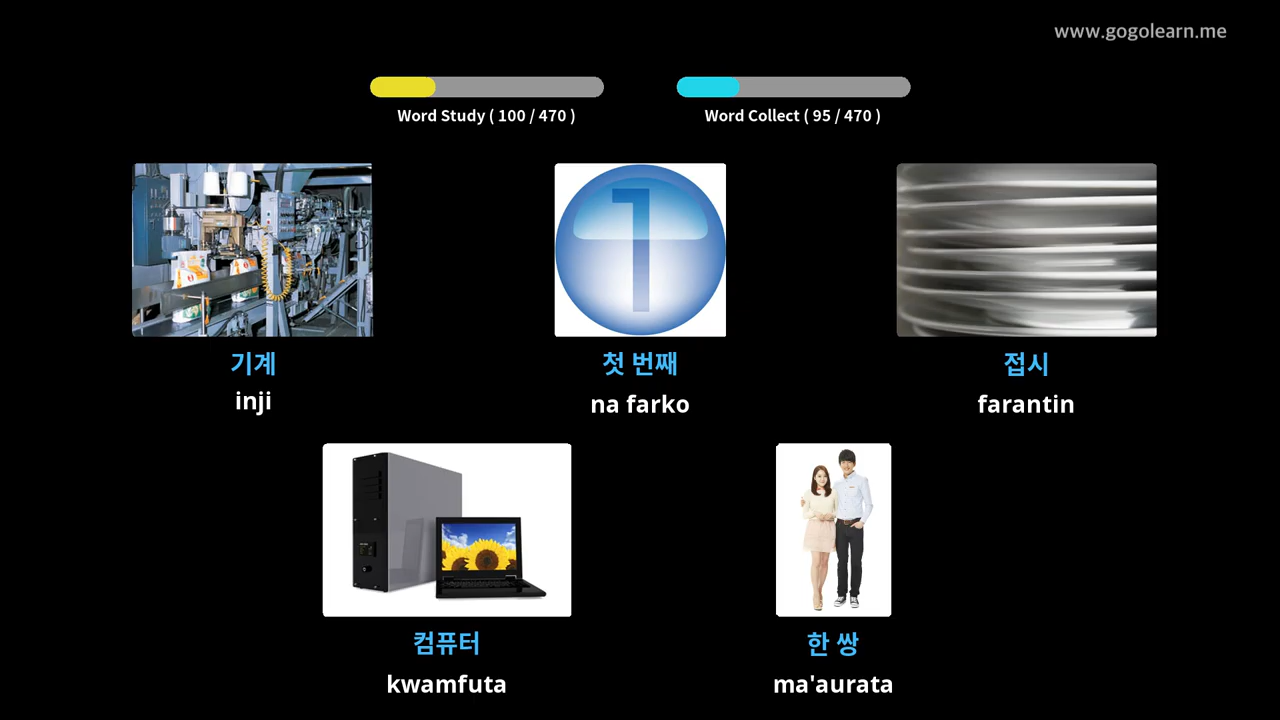 www.gogolearn.me
Word Study ( 100 / 470 )
Word Collect ( 95 / 470 )
1
기계
inji
첫 번째
na farko
접시
farantin
컴퓨터
kwamfuta
한 쌍
ma'aurata